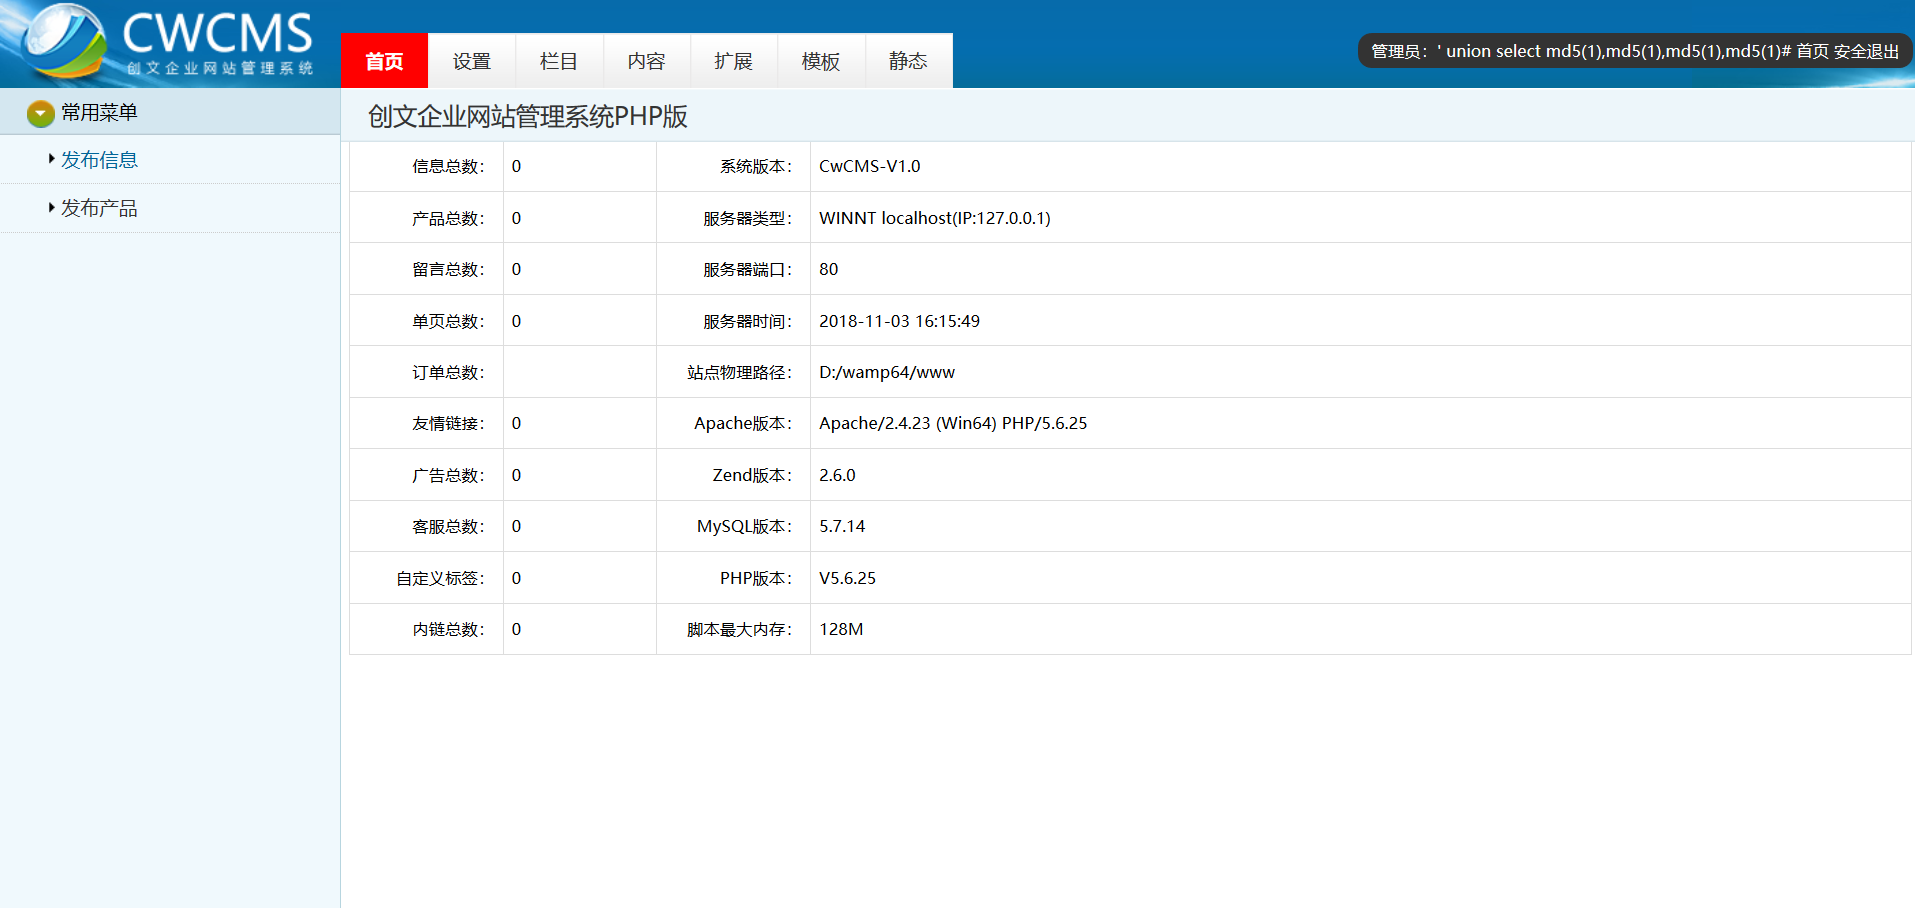 CWCMS
创文企业网站管理系统
首页 设置 栏目 内容 扩展 模板 静态
管理员：' union select md5(1),md5(1),md5(1),md5(1)# 首页 安全退出
常用菜单
发布信息
发布产品
创文企业网站管理系统PHP版
信息总数： 0 系统版本： CwCMS-V1.0
产品总数： 0 服务器类型： WINNT localhost(IP:127.0.0.1)
留言总数： 0 服务器端口： 80
单页总数： 0 服务器时间： 2018-11-03 16:15:49
订单总数： 站点物理路径： D:/wamp64/www
友情链接： 0 Apache版本： Apache/2.4.23 (Win64) PHP/5.6.25
广告总数： 0 Zend版本： 2.6.0
客服总数： 0 MySQL版本： 5.7.14
自定义标签： 0 PHP版本： V5.6.25
内链总数： 0 脚本最大内存： 128M